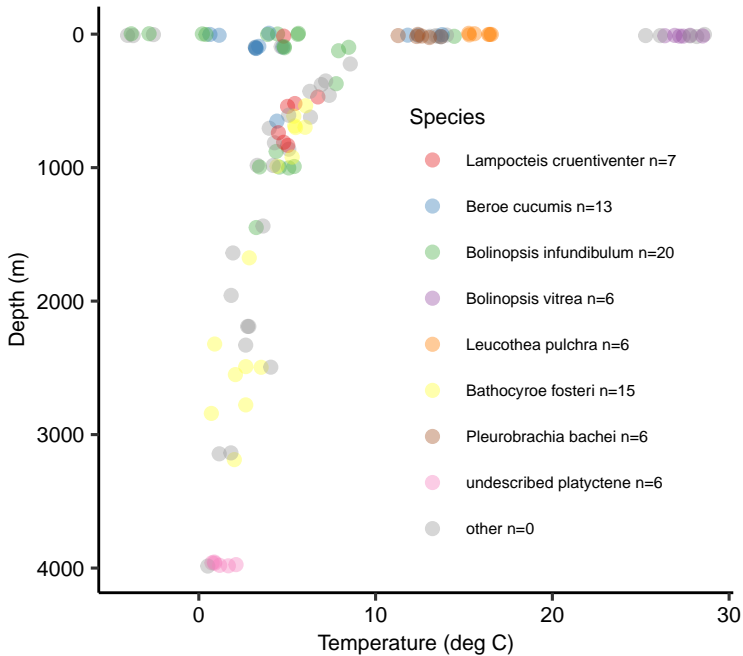 0
1000
2000
3000
4000
Depth (m)
Species
Lampocteis cruentiventer n=7
Beroe cucumis n=13
Bolinopsis infundibulum n=20
Bolinopsis vitrea n=6
Leucothea pulchra n=6
Bathocyroe fosteri n=15
Pleurobrachia bachei n=6
undescribed platyctene n=6
other n=0
0 10 20 30
Temperature (deg C)